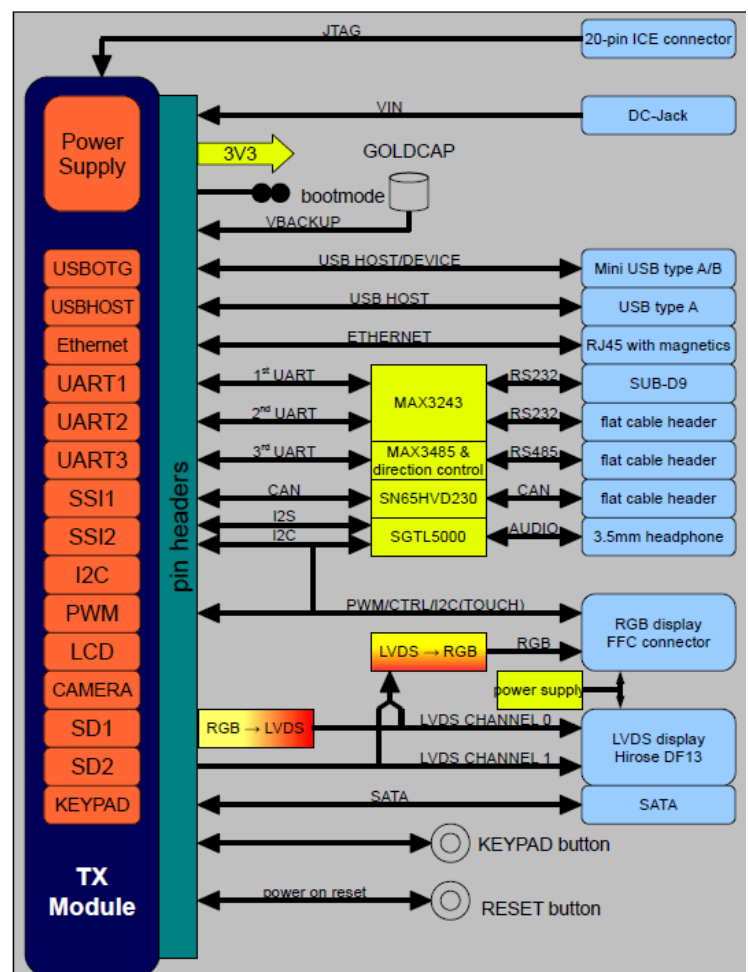 JTAG
20-pin ICE connector
Power
Supply
VIN
DC-Jack
3V3
GOLDCAP
bootmode
VBACKUP
USBOTG
USB HOST/DEVICE
Mini USB type A/B
USBHOST
USB HOST
USB type A
Ethernet
ETHERNET
RJ45 with magnetics
UART1
1st UART
MAX3243
RS232
SUB-D9
UART2
2nd UART
RS232
flat cable header
UART3
3rd UART
MAX3485 &
direction control
RS485
flat cable header
SSI1
CAN
SN65HVD230
CAN
flat cable header
SSI2
I2S
I2C
SGTL5000
AUDIO
3.5mm headphone
I2C
pin headers
PWM
PWM/CTRL/I2C(TOUCH)
RGB display
FFC connector
LCD
LVDS → RGB
RGB
CAMERA
power supply
SD1
RGB → LVDS
LVDS CHANNEL 0
LVDS display
Hirose DF13
SD2
LVDS CHANNEL 1
KEYPAD
SATA
SATA
KEYPAD button
TX
Module
power on reset
RESET button